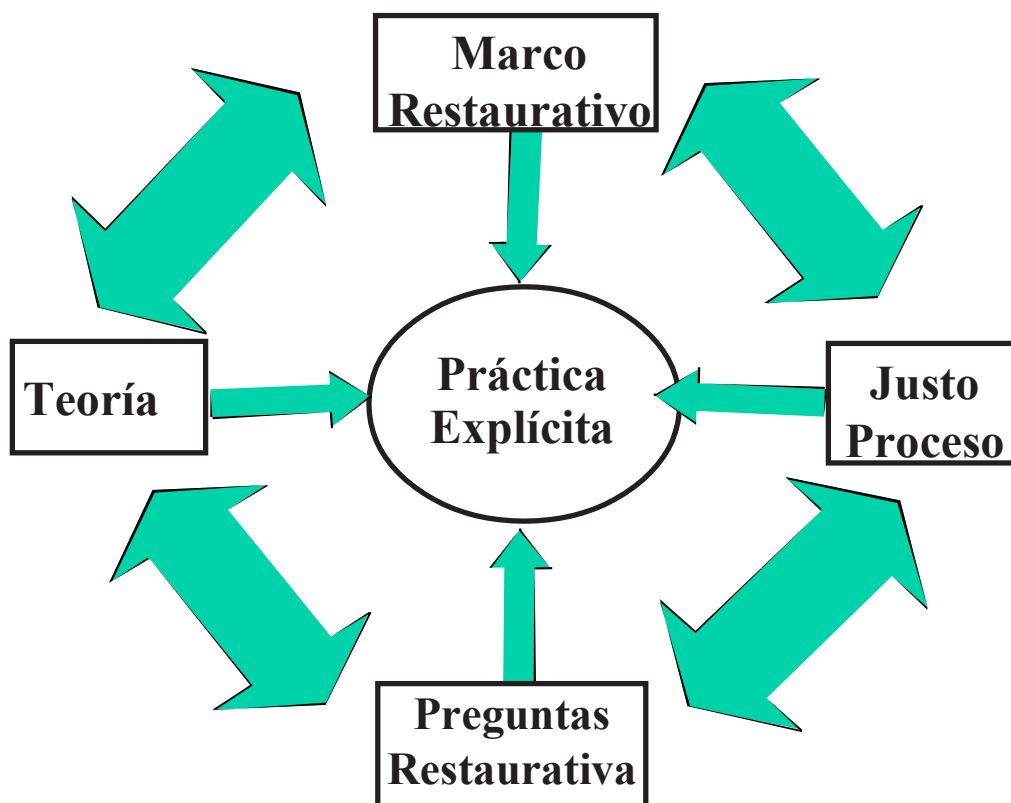 Marco
Restaurativo
Teoría
Práctica
Explícita
Justo
Proceso
Preguntas
Restaurativa